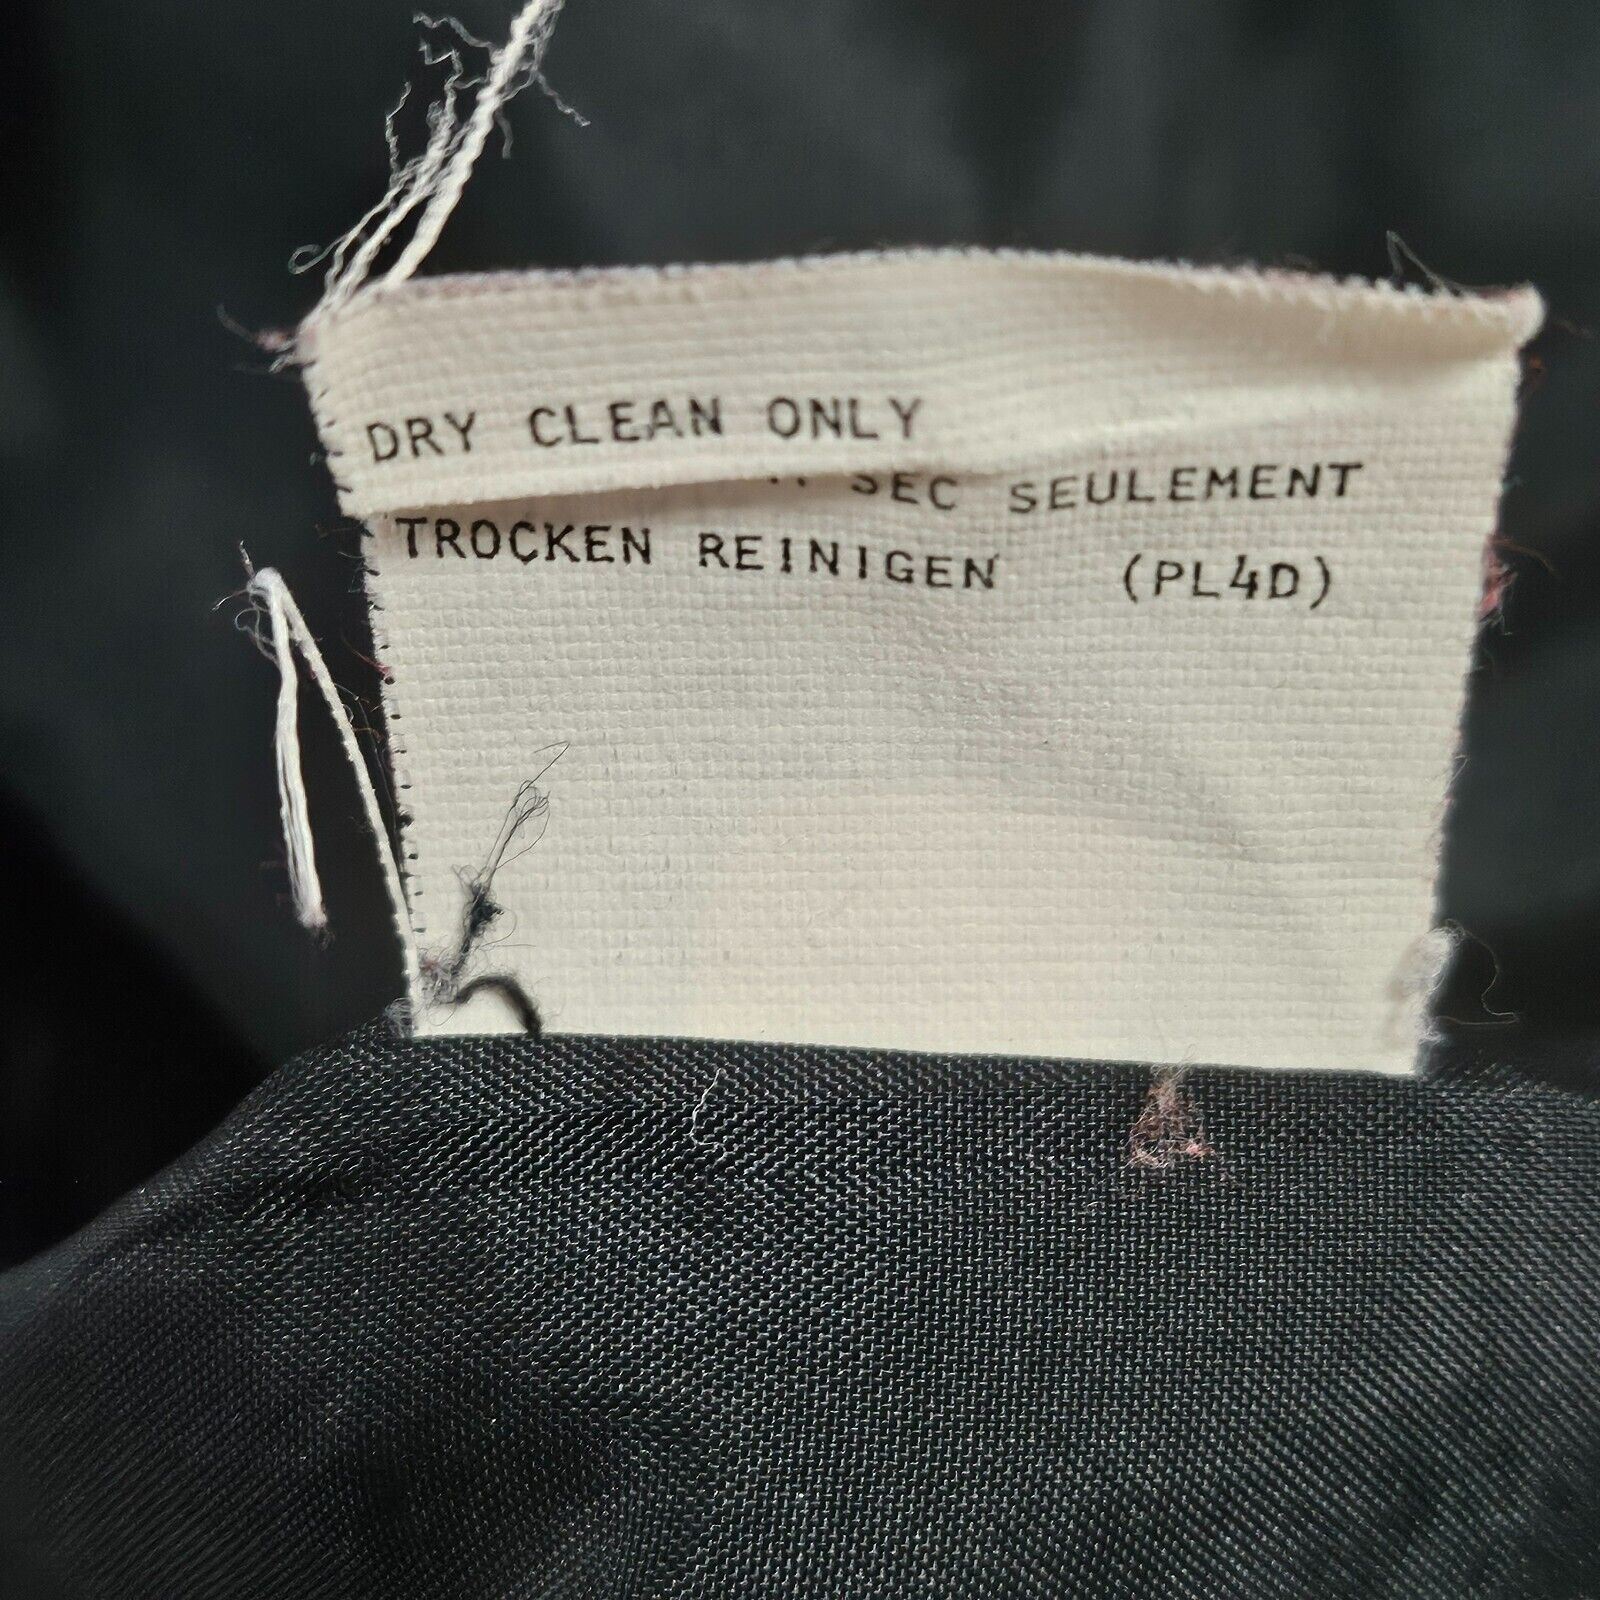 DRY CLEAN ONLY
SEC SEULEMENT
TROCKEN REINIGEN (PL4D)